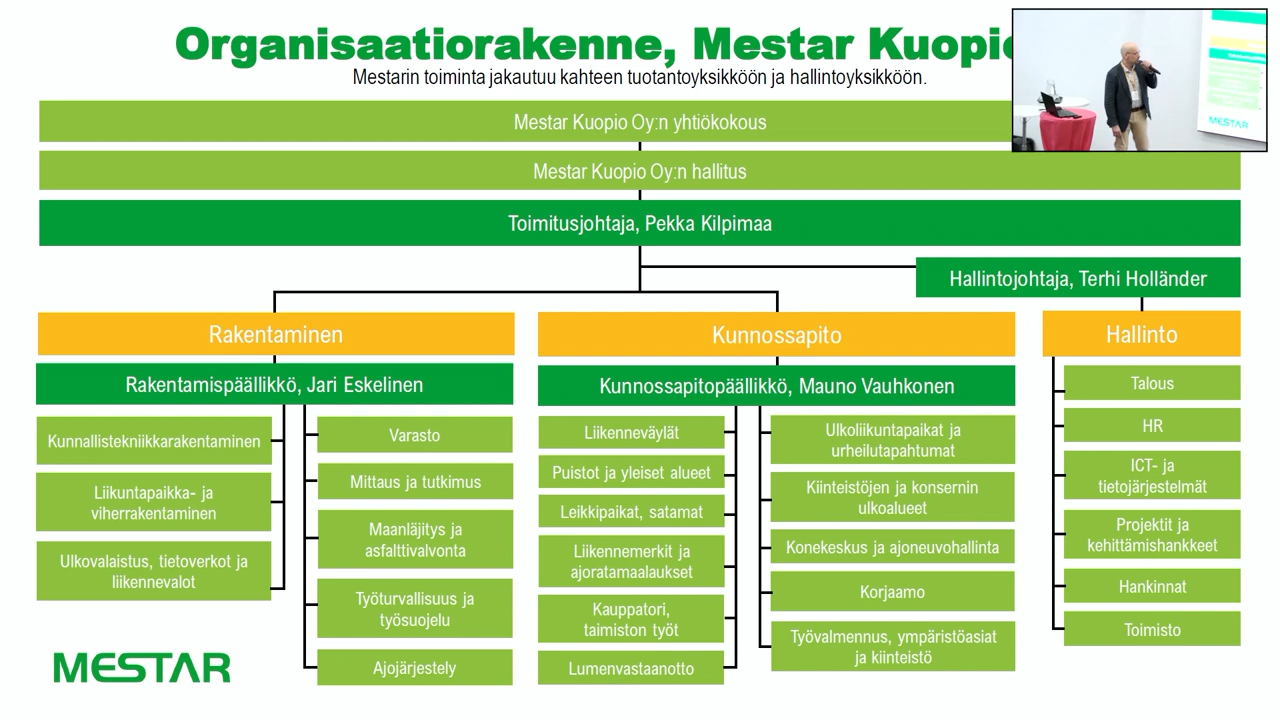 Organisaatiorakenne, Mestar Kuopio
Mestarin toiminta jakautuu kahteen tuotantoyksikköön ja hallintoyksikköön.
Mestar Kuopio Oy:n yhtiökokous
Mestar Kuopio Oy:n hallitus
Toimitusjohtaja, Pekka Kilpimaa
Hallintojohtaja, Terhi Holländer
Rakentaminen
Rakentamispäällikkö, Jari Eskelinen
Kunnallistekniikkarakentaminen
Liikuntapaikka- ja
viherrakentaminen
Ulkovalaistus, tietoverkot ja
liikennevalot
Varasto
Mittaus ja tutkimus
Maanläjitys ja
asfalttivalvonta
Työturvallisuus ja
työsuojelu
Ajojärjestely
Kunnossapito
Kunnossapitopäällikkö, Mauno Vauhkonen
Liikenneväylät
Puistot ja yleiset alueet
Leikkipaikat, satamat
Liikennemerkit ja
ajoratamaalaukset
Kauppatori,
taimiston työt
Lumenvastaanotto
Ulkoliikuntapaikat ja
urheilutapahtumat
Kiinteistöjen ja konsernin
ulkoalueet
Konekeskus ja ajoneuvohallinta
Korjaamo
Työvalmennus, ympäristöasiat
ja kiinteistö
Hallinto
Talous
HR
ICT- ja
tietojärjestelmät
Projektit ja
kehittämishankkeet
Hankinnat
Toimisto
MESTAR
MESTAR